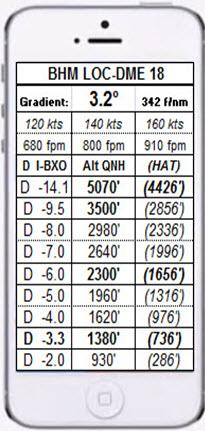 BHM LOC-DME 18
Gradient: 3.2º 342 f/nm
120 kts 140 kts 160 kts
680 fpm 800 fpm 910 fpm
D I-BXO Alt QNH (HAT)
D -14.1 5070' (4426')
D -9.5 3500' (2856')
D -8.0 2980' (2336')
D -7.0 2640' (1996')
D -6.0 2300' (1656')
D -5.0 1960' (1316')
D -4.0 1620' (976')
D -3.3 1380' (736')
D -2.0 930' (286')